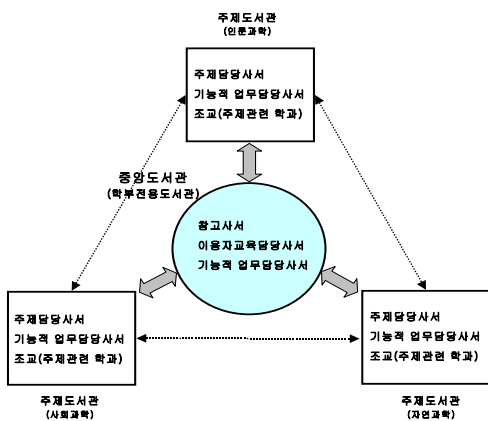 주제도서관
(인문과학)
주제담당사서
기능적 업무담당사서
조교(주제관련 학과)
중앙도서관
(학부전용도서관)
참고사서
이용자교육담당사서
기능적 업무담당사서
주제담당사서
기능적 업무담당사서
조교(주제관련 학과)
주제도서관
(사회과학)
주제담당사서
기능적 업무담당사서
조교(주제관련 학과)
주제도서관
(자연과학)